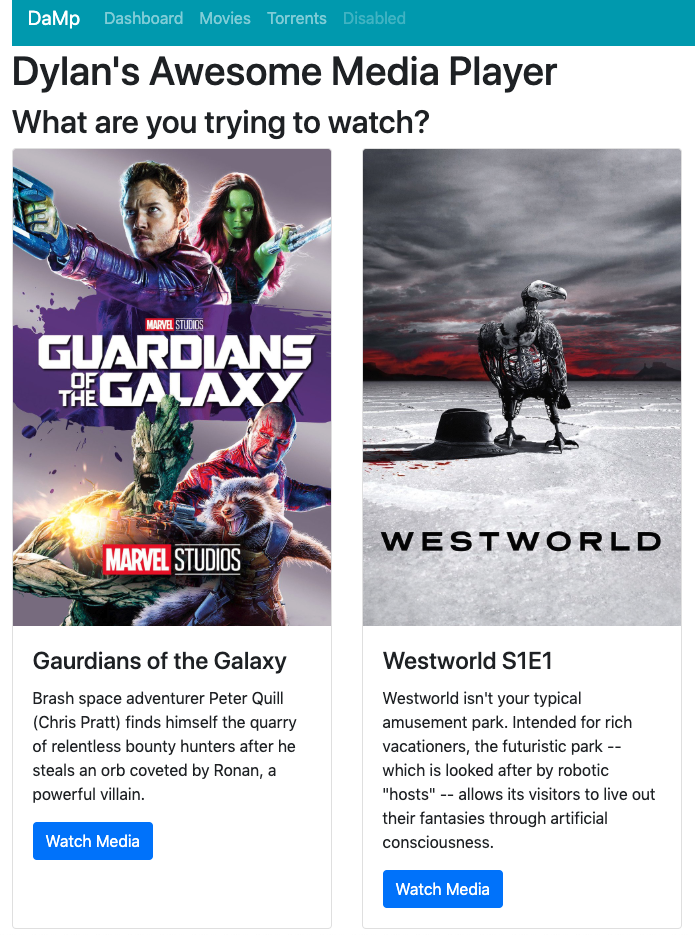 DaMp Dashboard Movies Torrents Disabled
Dylan's Awesome Media Player
What are you trying to watch?
MARVEL STUDIOS
GUARDIANS
OF THE GALAXY
MARVEL STUDIOS
Gaurdians of the Galaxy
Brash space adventurer Peter Quill
(Chris Pratt) finds himself the quarry
of relentless bounty hunters after he
steals an orb coveted by Ronan, a
powerful villain.
Watch Media
WESTWORLD
Westworld S1E1
Westworld isn't your typical
amusement park. Intended for rich
vacationers, the futuristic park --
which is looked after by robotic
"hosts" -- allows its visitors to live out
their fantasies through artificial
consciousness.
Watch Media